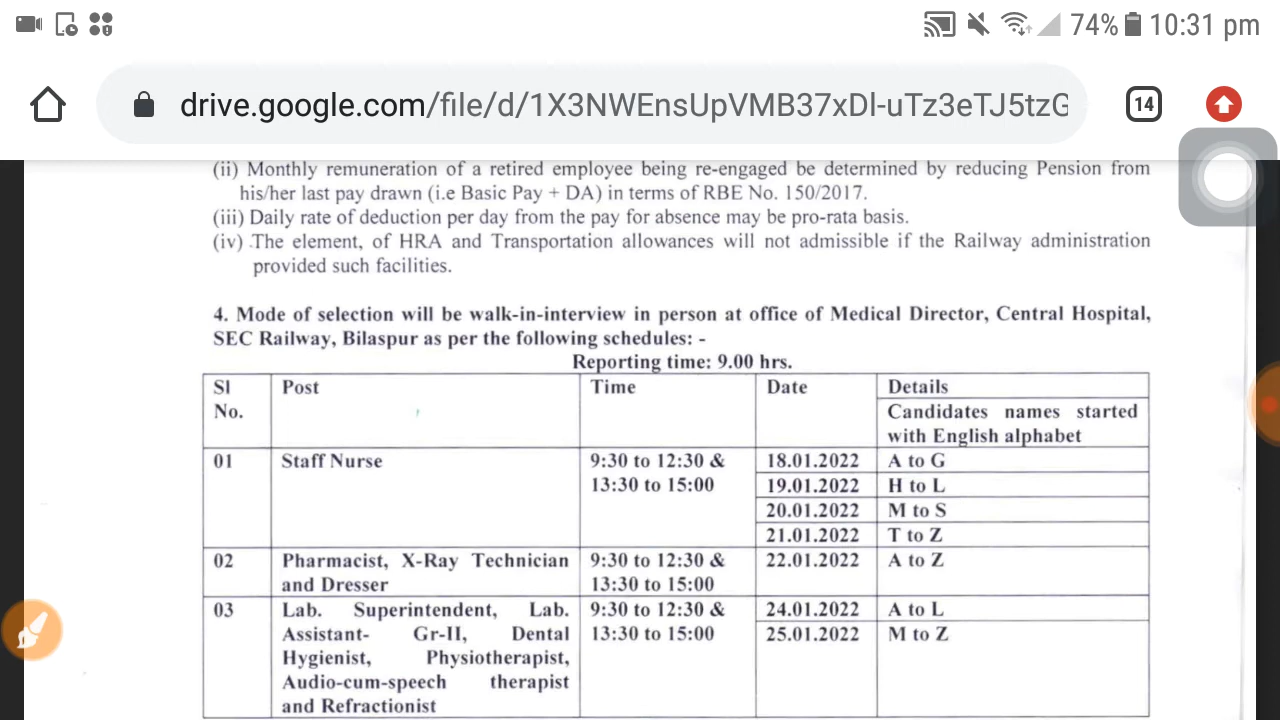 74% 10:31 pm
drive.google.com/file/d/1X3NWEnsUpVMB37xDl-uTz3eTJ5tzG
14
(ii) Monthly remuneration of a retired employee being re-engaged be determined by reducing Pension from
his/her last pay drawn (i.e Basic Pay + DA) in terms of RBE No. 150/2017.
(iii) Daily rate of deduction per day from the pay for absence may be pro-rata basis.
(iv) The element, of HRA and Transportation allowances will not admissible if the Railway administration
provided such facilities.
4. Mode of selection will be walk-in-interview in person at office of Medical Director, Central Hospital,
SEC Railway, Bilaspur as per the following schedules: -
Reporting time: 9.00 hrs.
Sl Post Time Date Details
No. Candidates names started
with English alphabet
01 Staff Nurse 9:30 to 12:30 & 18.01.2022 A to G
13:30 to 15:00 19.01.2022 H to L
20.01.2022 M to S
21.01.2022 T to Z
02 Pharmacist, X-Ray Technician 9:30 to 12:30 & 22.01.2022 A to Z
and Dresser 13:30 to 15:00
03 Lab. Superintendent, Lab. 9:30 to 12:30 & 24.01.2022 A to L
Assistant- Gr-II, Dental 13:30 to 15:00 25.01.2022 M to Z
Hygienist, Physiotherapist,
Audio-cum-speech therapist
and Refractionist